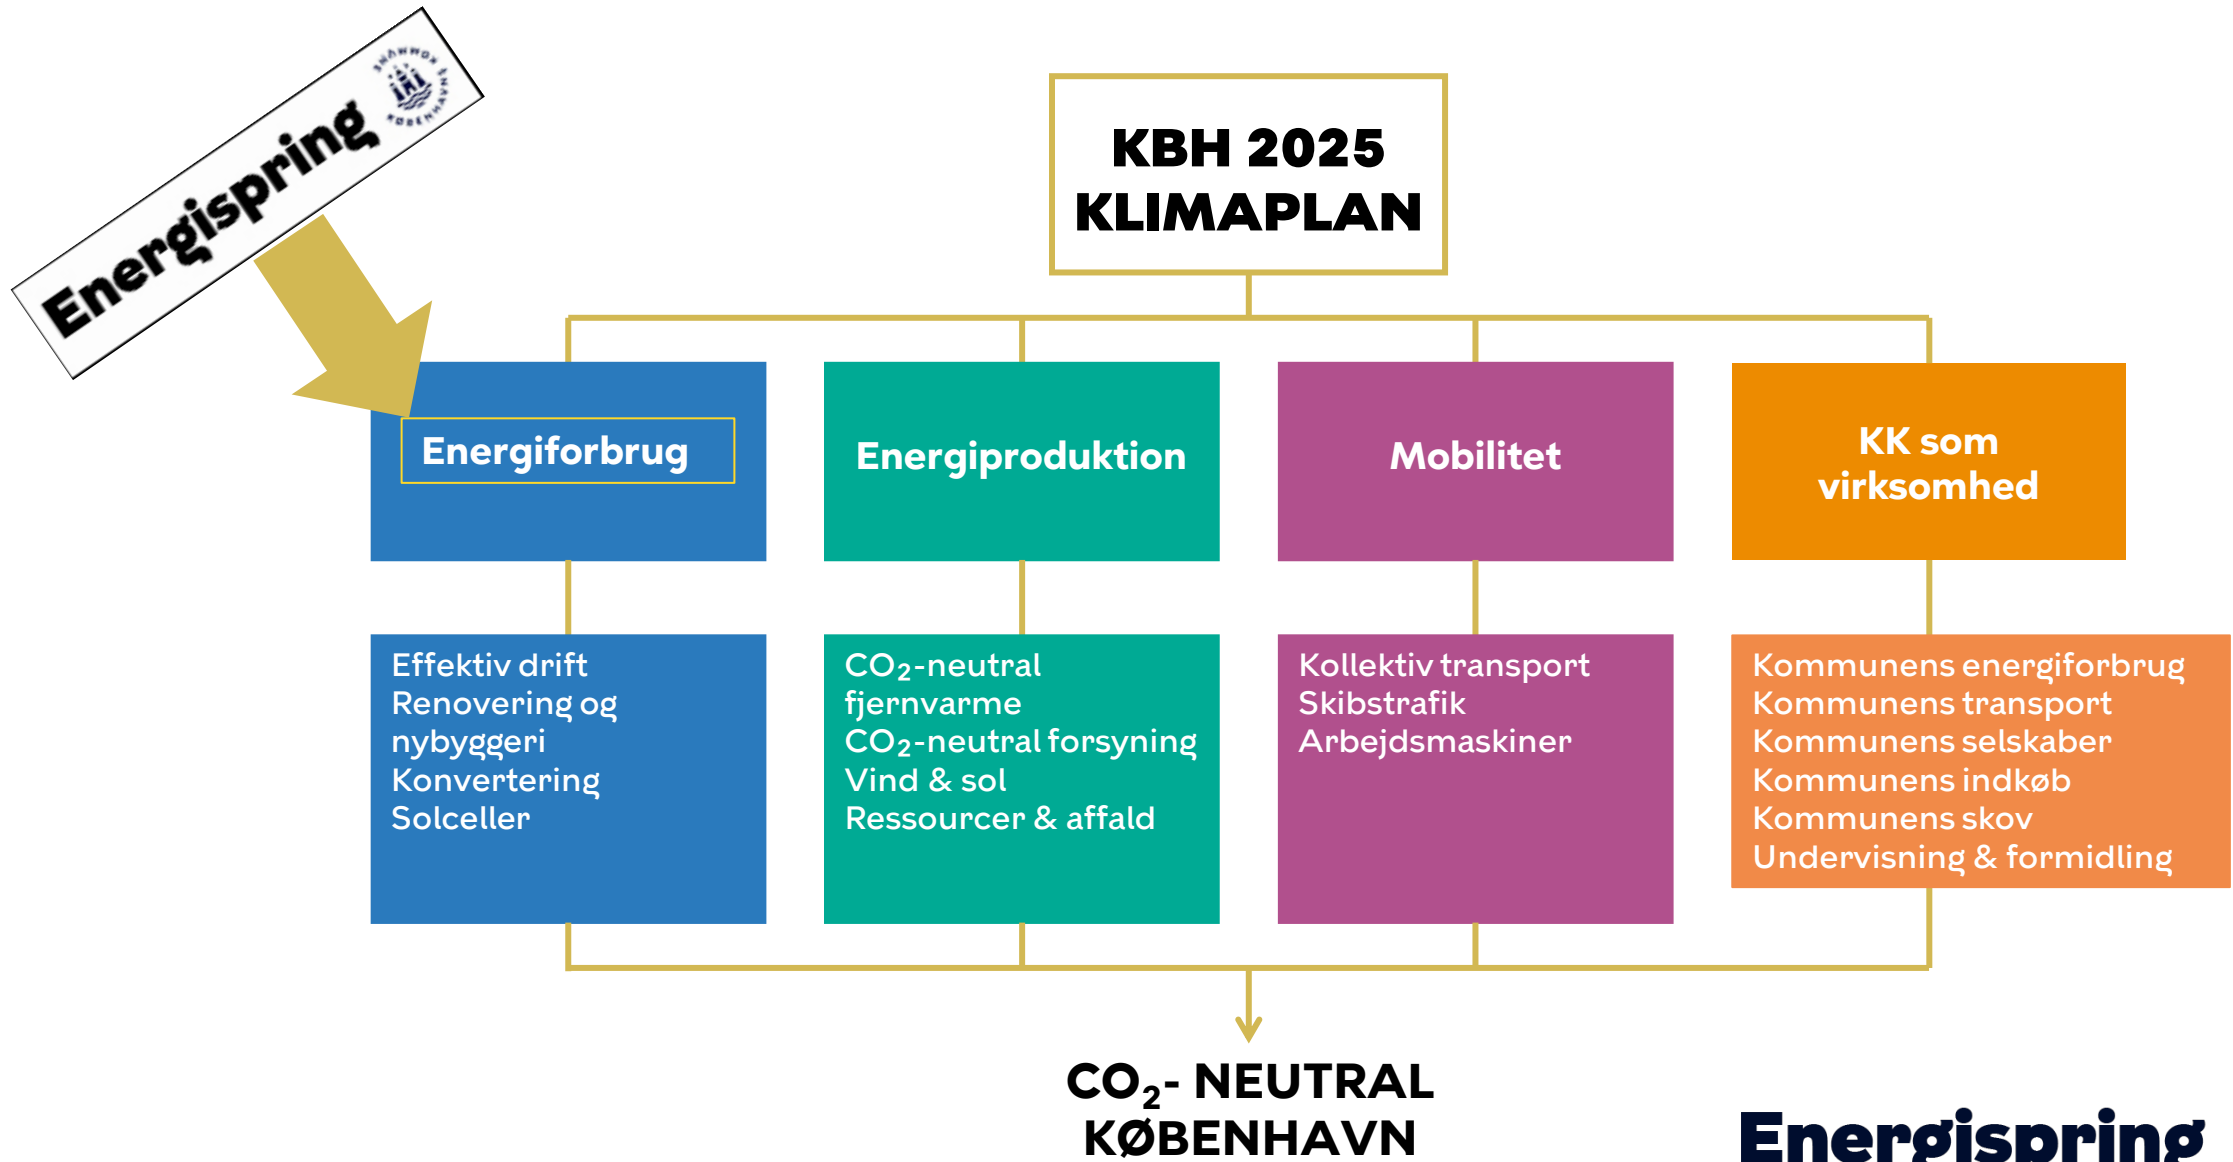 Energispring
KØBENHAVNS KOMMUNE
KBH 2025
KLIMAPLAN
Energiforbrug
Energiproduktion
Mobilitet
KK som
virksomhed
Effektiv drift
Renovering og
nybyggeri
Konvertering
Solceller
CO₂-neutral
fjernvarme
CO₂-neutral forsyning
Vind & sol
Ressourcer & affald
Kollektiv transport
Skibstrafik
Arbejdsmaskiner
Kommunens energiforbrug
Kommunens transport
Kommunens selskaber
Kommunens indkøb
Kommunens skov
Undervisning & formidling
CO₂- NEUTRAL
KØBENHAVN
Energispring